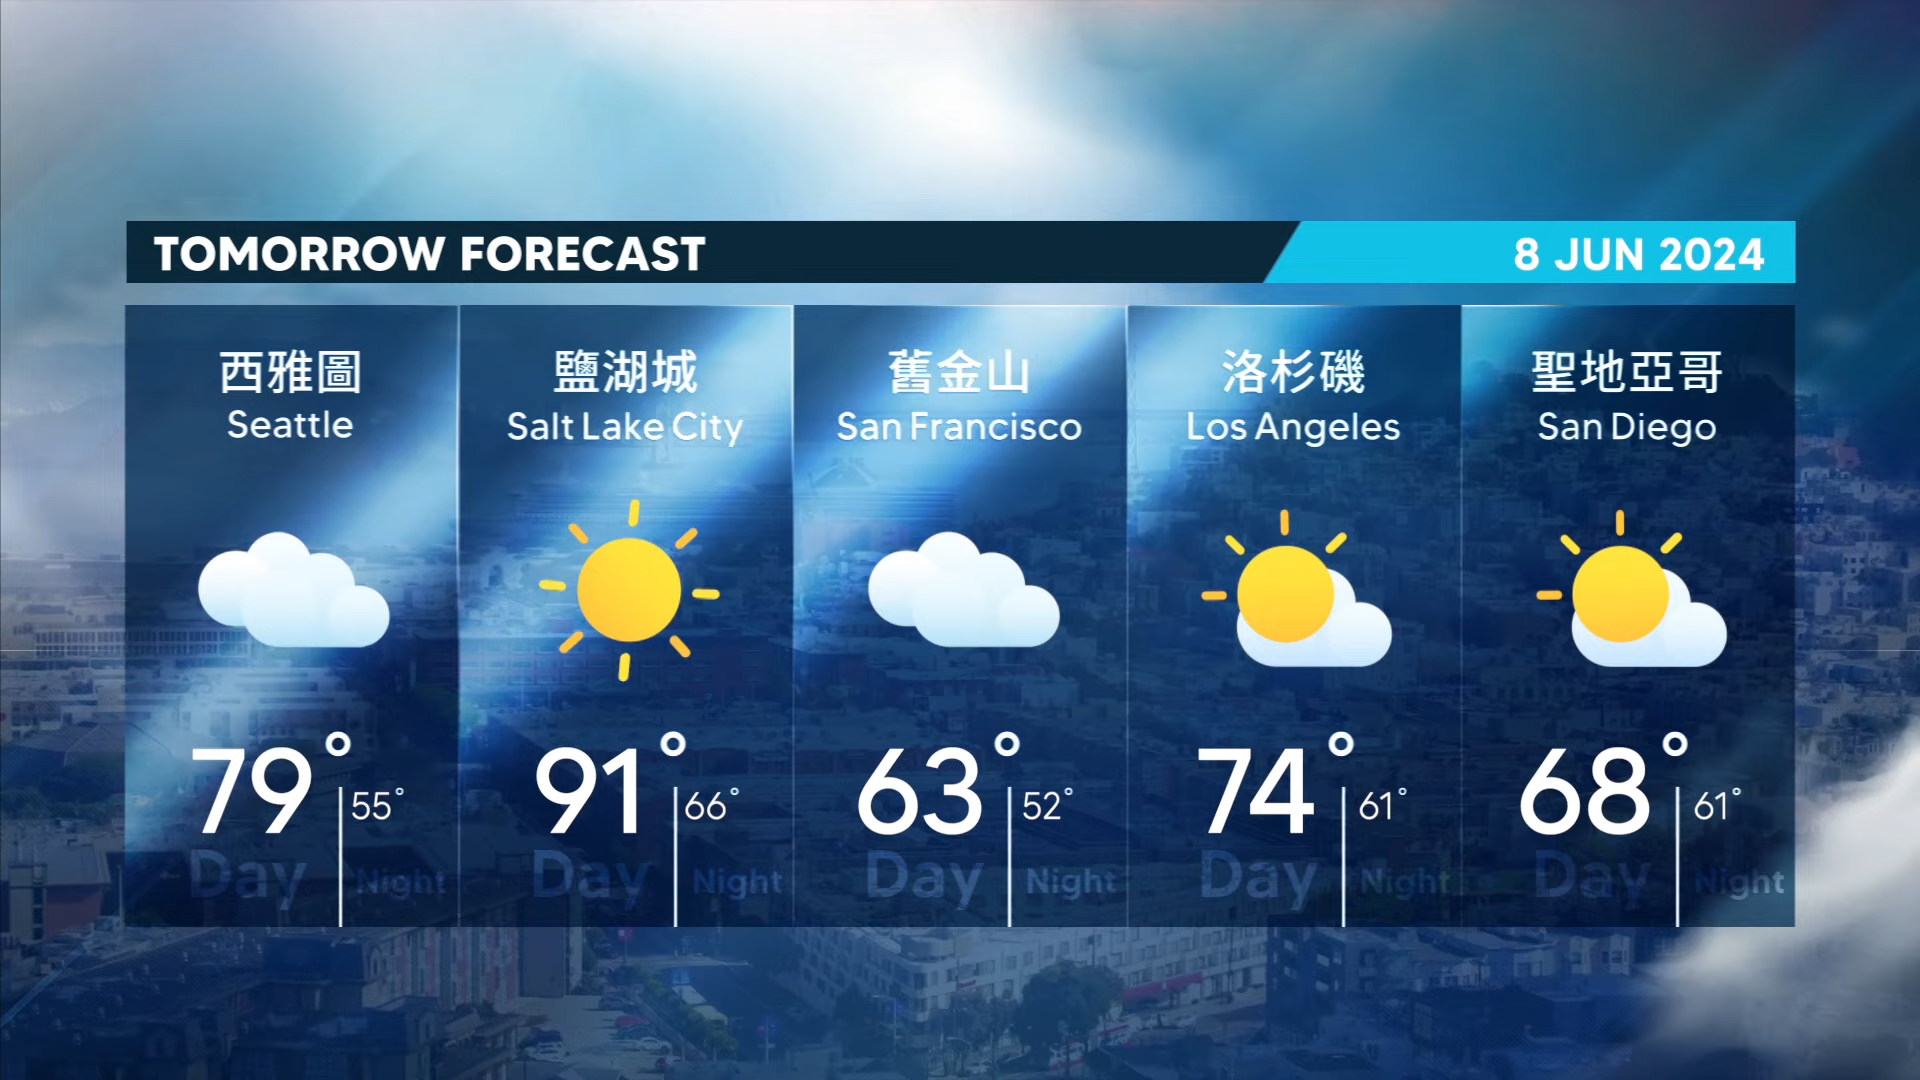 TOMORROW FORECAST
8 JUN 2024
西雅圖
Seattle
79°
55°
Day
Night
鹽湖城
Salt Lake City
91°
66°
Day
Night
舊金山
San Francisco
63°
52°
Day
Night
洛杉磯
Los Angeles
74°
61°
Day
Night
聖地亞哥
San Diego
68°
61°
Day
Night